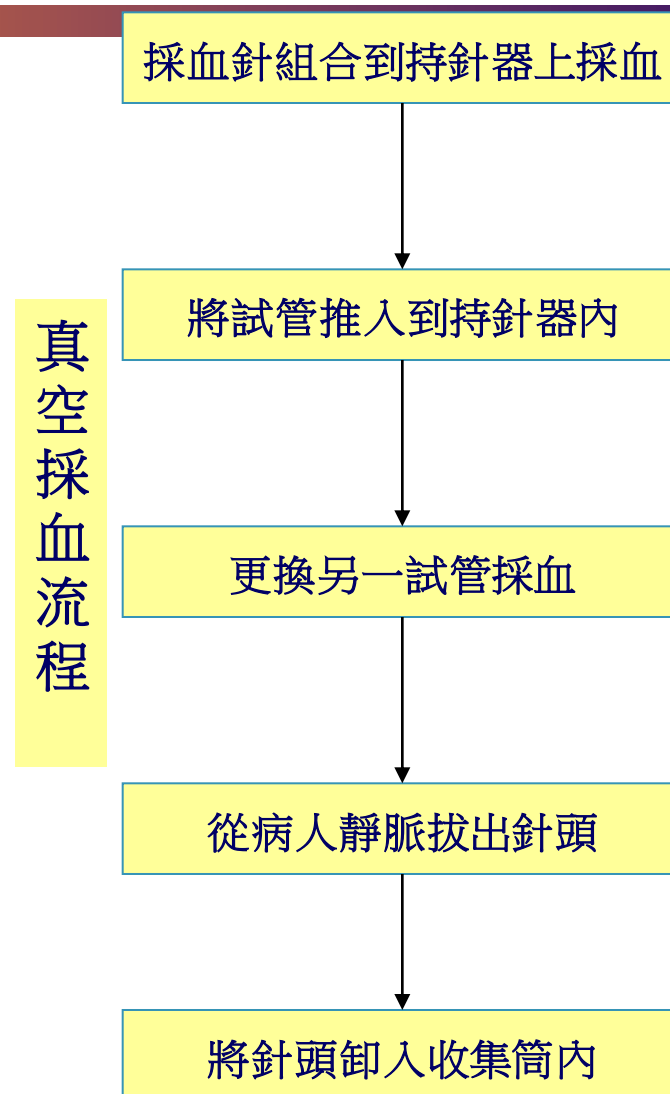 採血針組合到持針器上採血
將試管推入到持針器內
真空採血流程
更換另一試管採血
從病人靜脈拔出針頭
將針頭卸入收集筒內